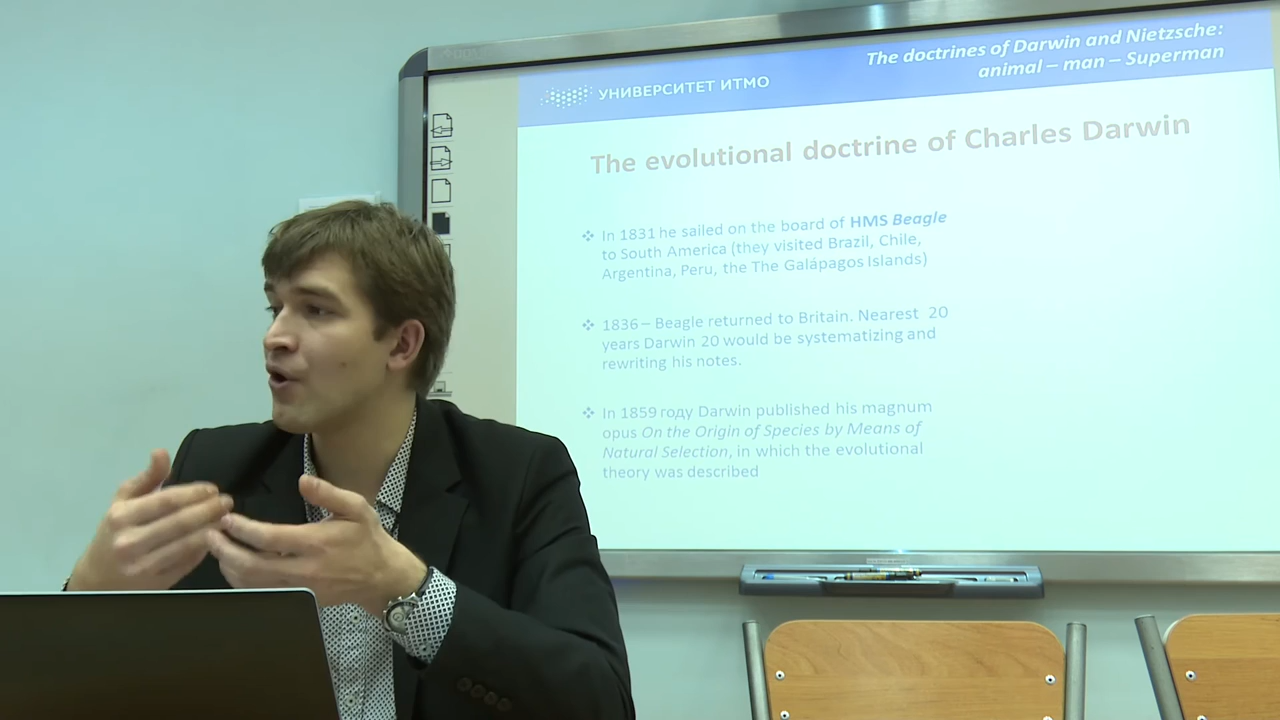 The doctrines of Darwin and Nietzsche:
animal – man – Superman
УНИВЕРСИТЕТ ИТМО
The evolutional doctrine of Charles Darwin
In 1831 he sailed on the board of HMS Beagle
to South America (they visited Brazil, Chile,
Argentina, Peru, the The Galápagos Islands)
1836 – Beagle returned to Britain. Nearest 20
years Darwin 20 would be systematizing and
rewriting his notes.
In 1859 году Darwin published his magnum
opus On the Origin of Species by Means of
Natural Selection, in which the evolutional
theory was described